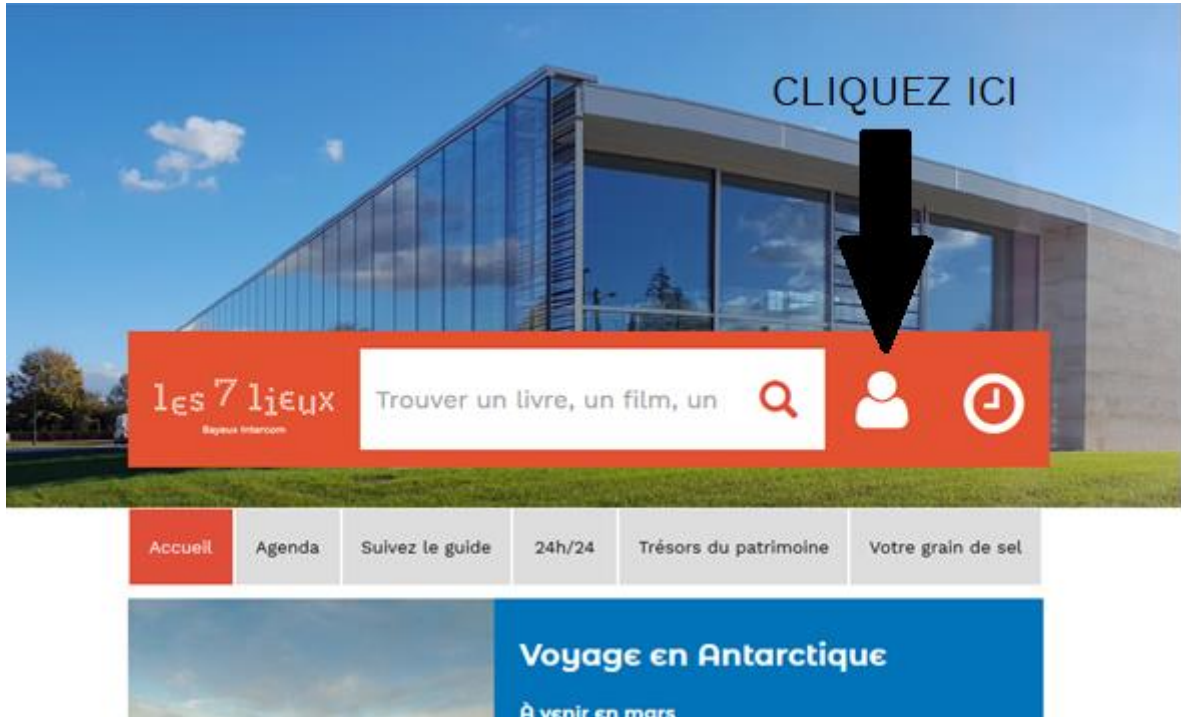 CLIQUEZ ICI
les 7 lieux
Bayeux Intercom
Trouver un livre, un film, un
Accueil
Agenda
Suivez le guide
24h/24
Trésors du patrimoine
Votre grain de sel
Voyage en Antarctique
À venir en mars